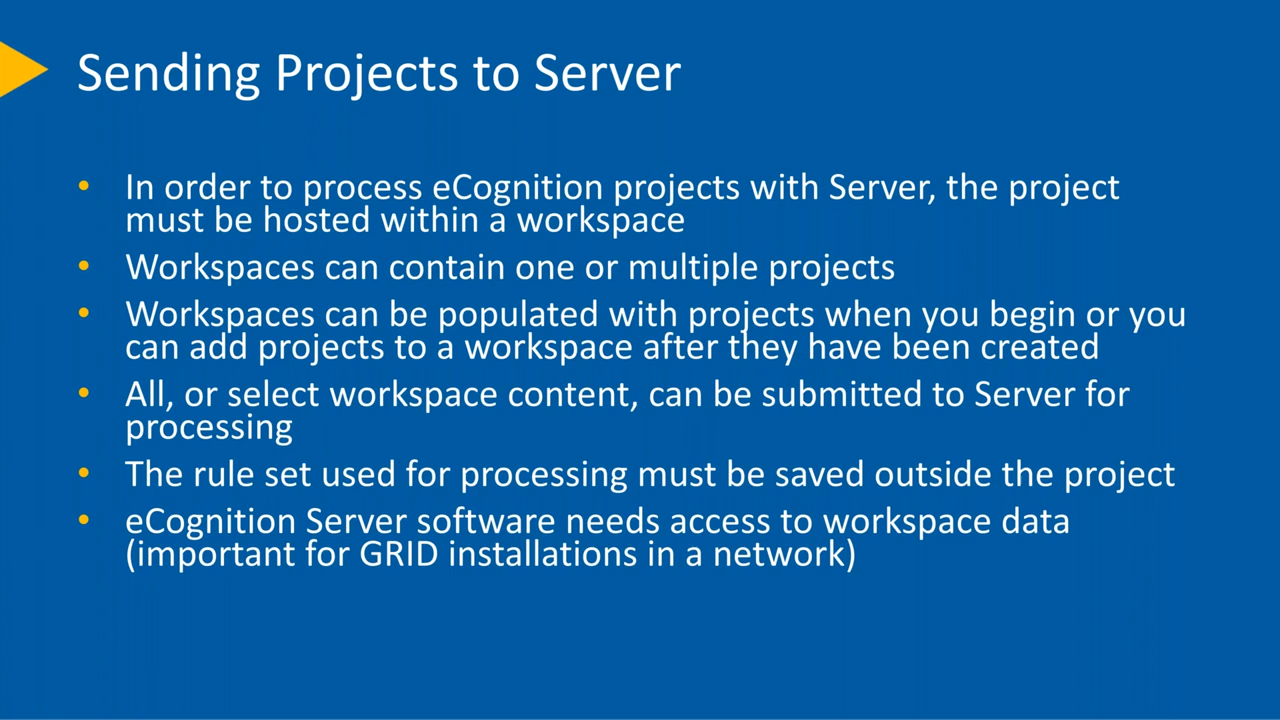 Sending Projects to Server
• In order to process eCognition projects with Server, the project
must be hosted within a workspace
• Workspaces can contain one or multiple projects
• Workspaces can be populated with projects when you begin or you
can add projects to a workspace after they have been created
• All, or select workspace content, can be submitted to Server for
processing
• The rule set used for processing must be saved outside the project
• eCognition Server software needs access to workspace data
(important for GRID installations in a network)